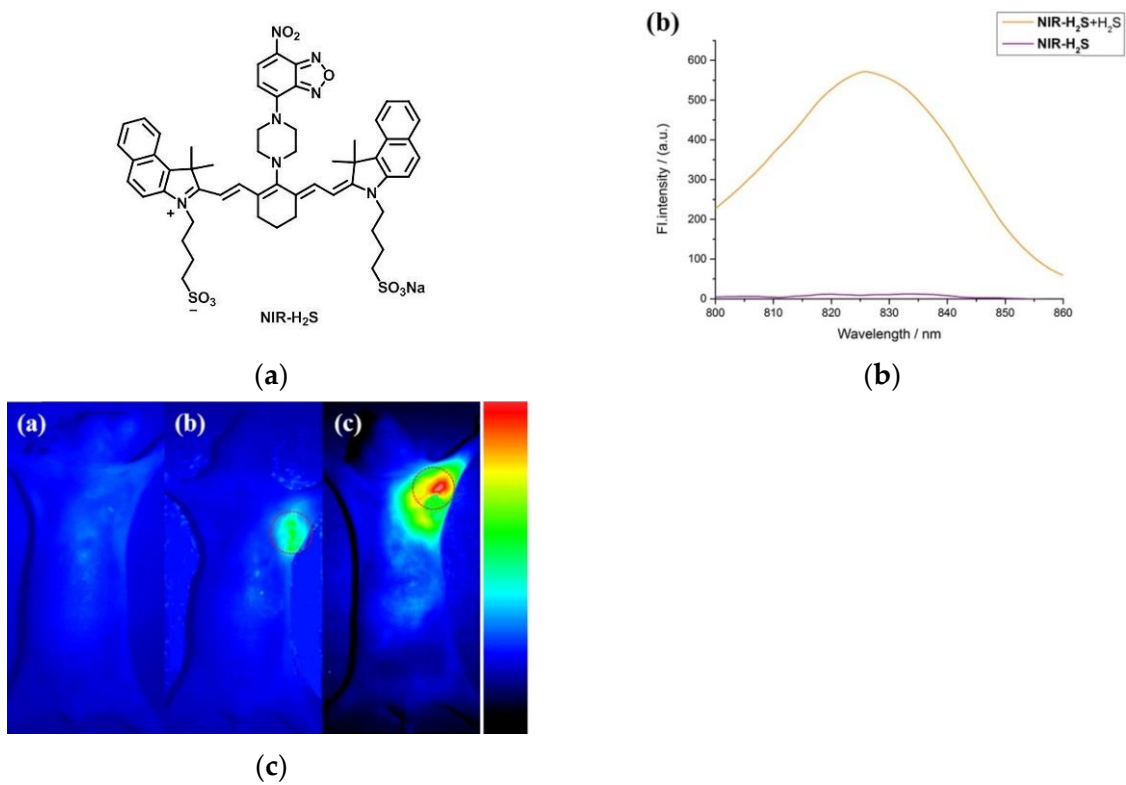 NO₂
N
O
N
N
N
N
+
N
SO₃
−
SO₃Na
NIR-H₂S
(a)
(b)
NIR-H₂S+H₂S
NIR-H₂S
600
500
400
300
200
100
0
Fl.intensity / (a.u.)
800 810 820 830 840 850 860
Wavelength / nm
(b)
(a) (b) (c)
(c)